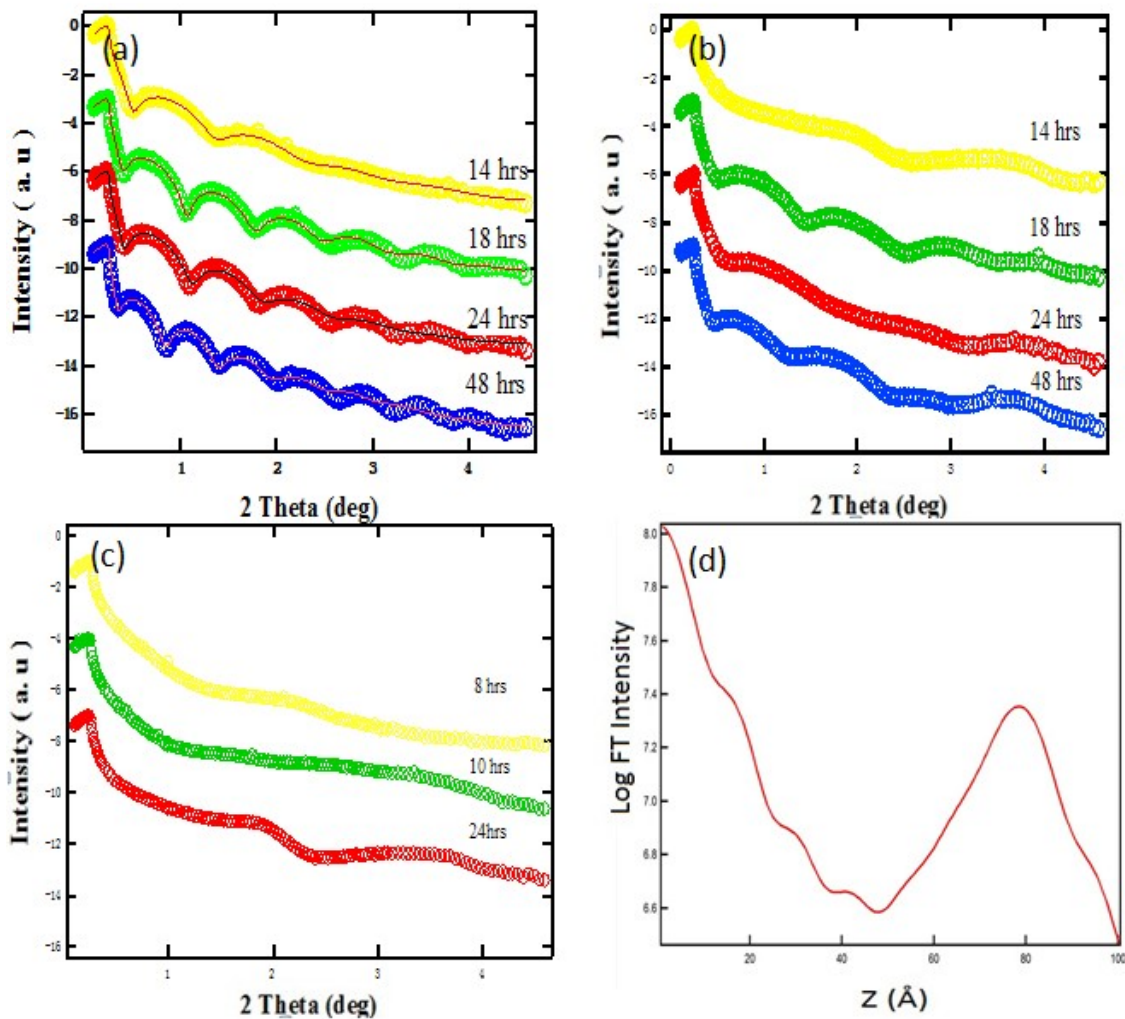 (a)
0
-2
-4
-6
-8
-10
-12
-14
-16
Intensity ( a. u )
14 hrs
18 hrs
24 hrs
48 hrs
1 2 3 4
2 Theta (deg)
(b)
0
-2
-4
-6
-8
-10
-12
-14
-16
Intensity ( a. u )
14 hrs
18 hrs
24 hrs
48 hrs
0 1 2 3 4
2 Theta (deg)
(c)
0
-2
-4
-6
-8
-10
-12
-14
-16
Intensity ( a. u )
8 hrs
10 hrs
24hrs
1 2 3 4
2 Theta (deg)
(d)
8.0
7.8
7.6
7.4
7.2
7.0
6.8
6.6
Log FT Intensity
20 40 60 80 100
Z (Å)